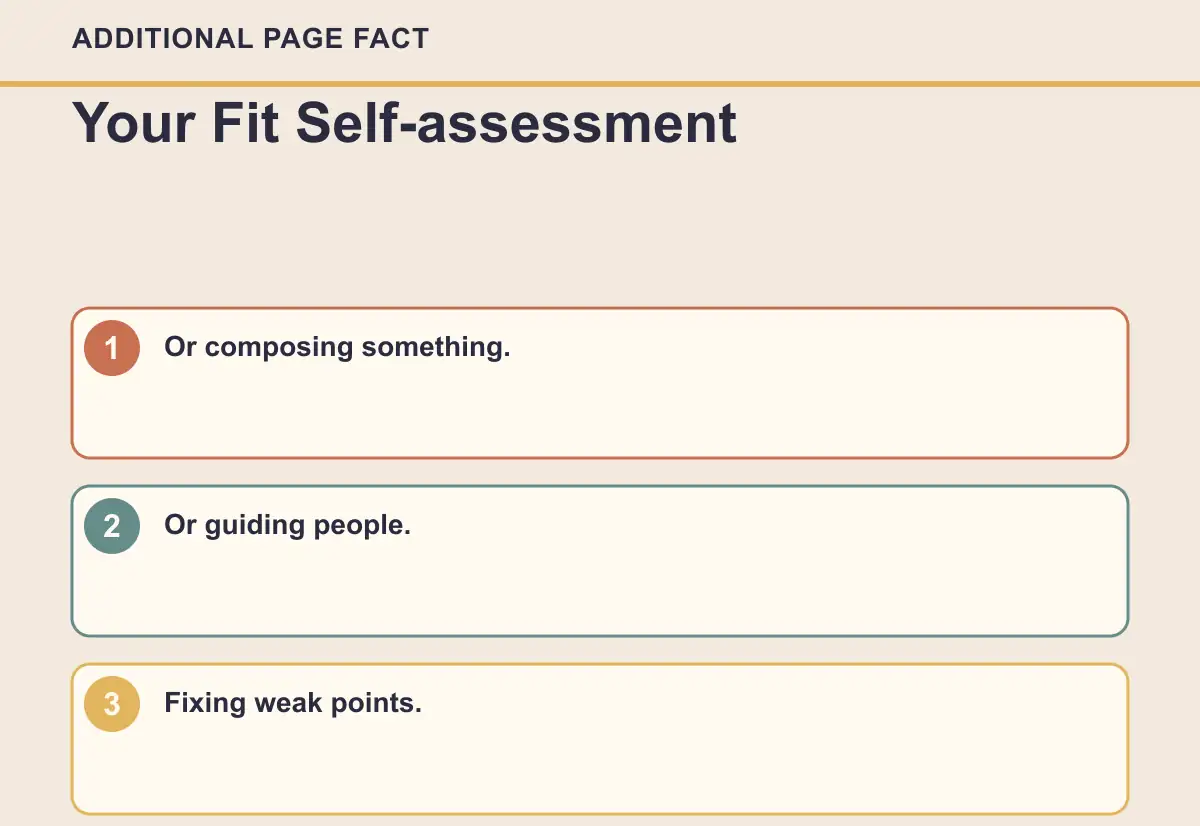 ADDITIONAL PAGE FACT
Your Fit Self-assessment
1 Or composing something.
2 Or guiding people.
3 Fixing weak points.